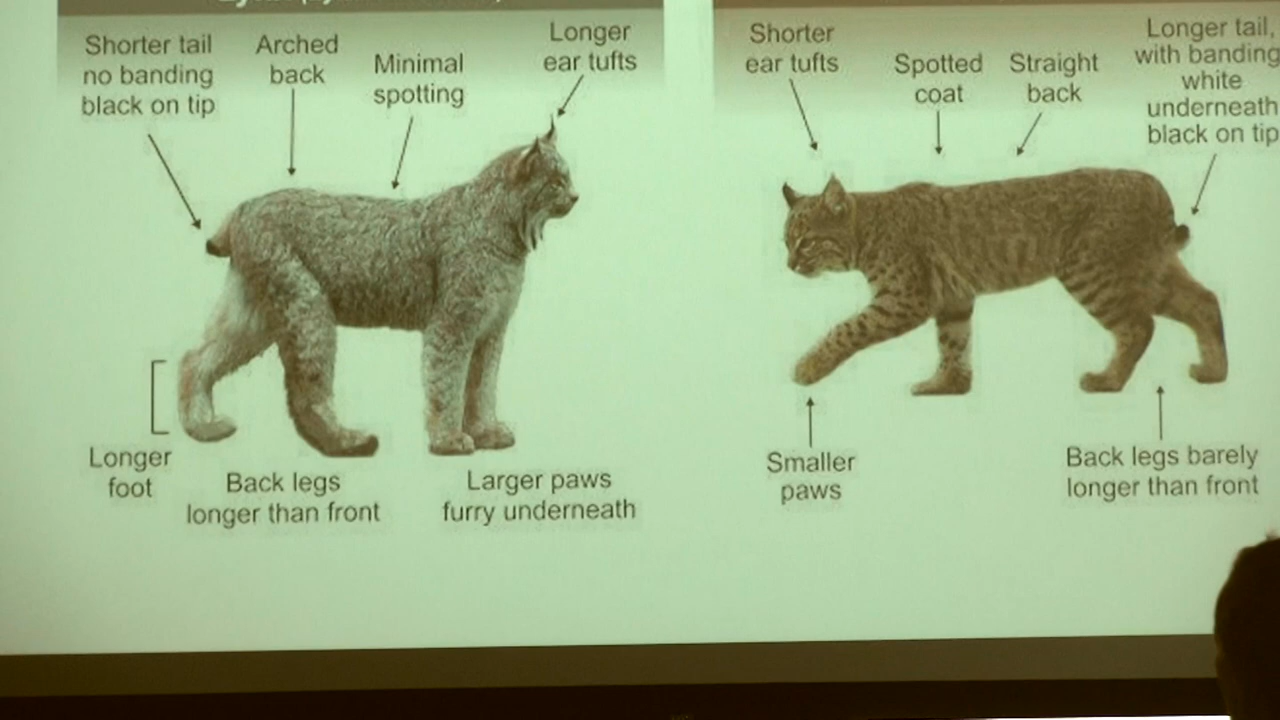 Shorter tail
no banding
black on tip
Arched
back
Minimal
spotting
Longer
ear tufts
Longer
foot
Back legs
longer than front
Larger paws
furry underneath
Shorter
ear tufts
Spotted
coat
Straight
back
Longer tail,
with banding
white
underneath
black on tip
Smaller
paws
Back legs barely
longer than front